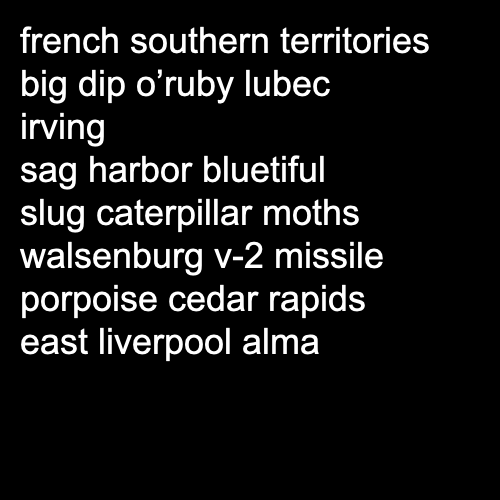 french southern territories
big dip o’ruby lubec
irving
sag harbor bluetiful
slug caterpillar moths
walsenburg v-2 missile
porpoise cedar rapids
east liverpool alma